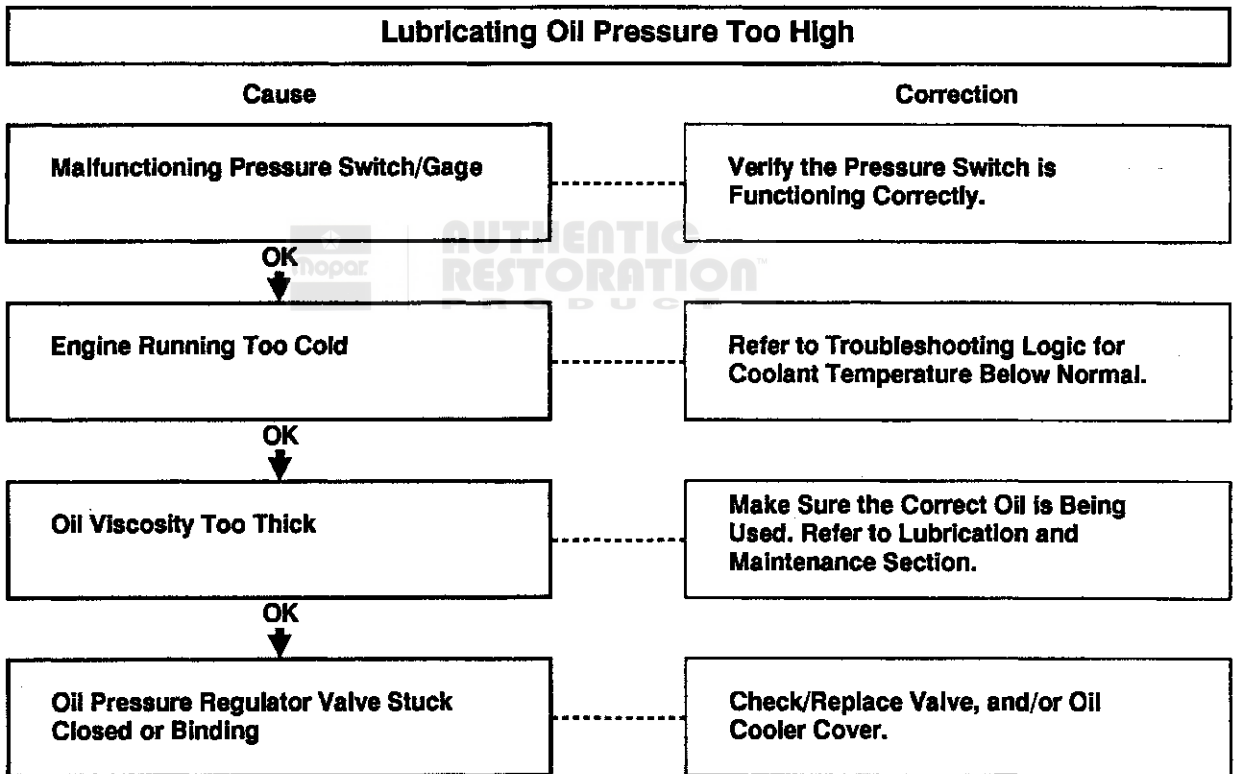 Lubricating Oil Pressure Too High
Cause
Correction
Malfunctioning Pressure Switch/Gage
Verify the Pressure Switch is
Functioning Correctly.
mopar
AUTHENTIC
RESTORATION™
PRODUCT
OK
Engine Running Too Cold
Refer to Troubleshooting Logic for
Coolant Temperature Below Normal.
OK
Oil Viscosity Too Thick
Make Sure the Correct Oil is Being
Used. Refer to Lubrication and
Maintenance Section.
OK
Oil Pressure Regulator Valve Stuck
Closed or Binding
Check/Replace Valve, and/or Oil
Cooler Cover.